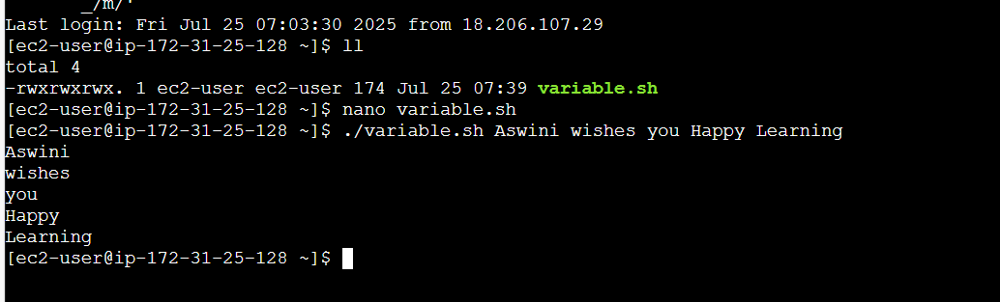 _/m/'
Last login: Fri Jul 25 07:03:30 2025 from 18.206.107.29
[ec2-user@ip-172-31-25-128 ~]$ ll
total 4
-rwxrwxrwx. 1 ec2-user ec2-user 174 Jul 25 07:39 variable.sh
[ec2-user@ip-172-31-25-128 ~]$ nano variable.sh
[ec2-user@ip-172-31-25-128 ~]$ ./variable.sh Aswini wishes you Happy Learning
Aswini
wishes
you
Happy
Learning
[ec2-user@ip-172-31-25-128 ~]$